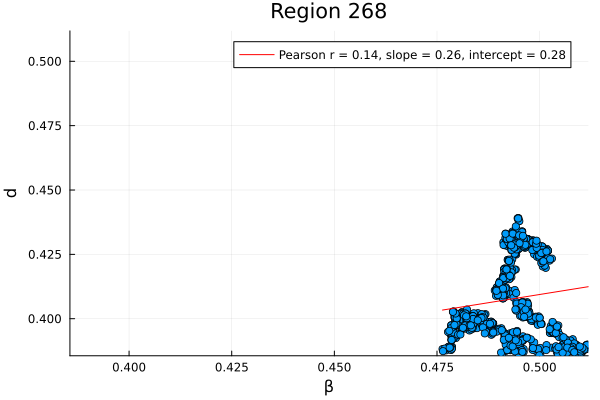 Region 268
Pearson r = 0.14, slope = 0.26, intercept = 0.28
d
0.500
0.475
0.450
0.425
0.400
0.400 0.425 0.450 0.475 0.500
β